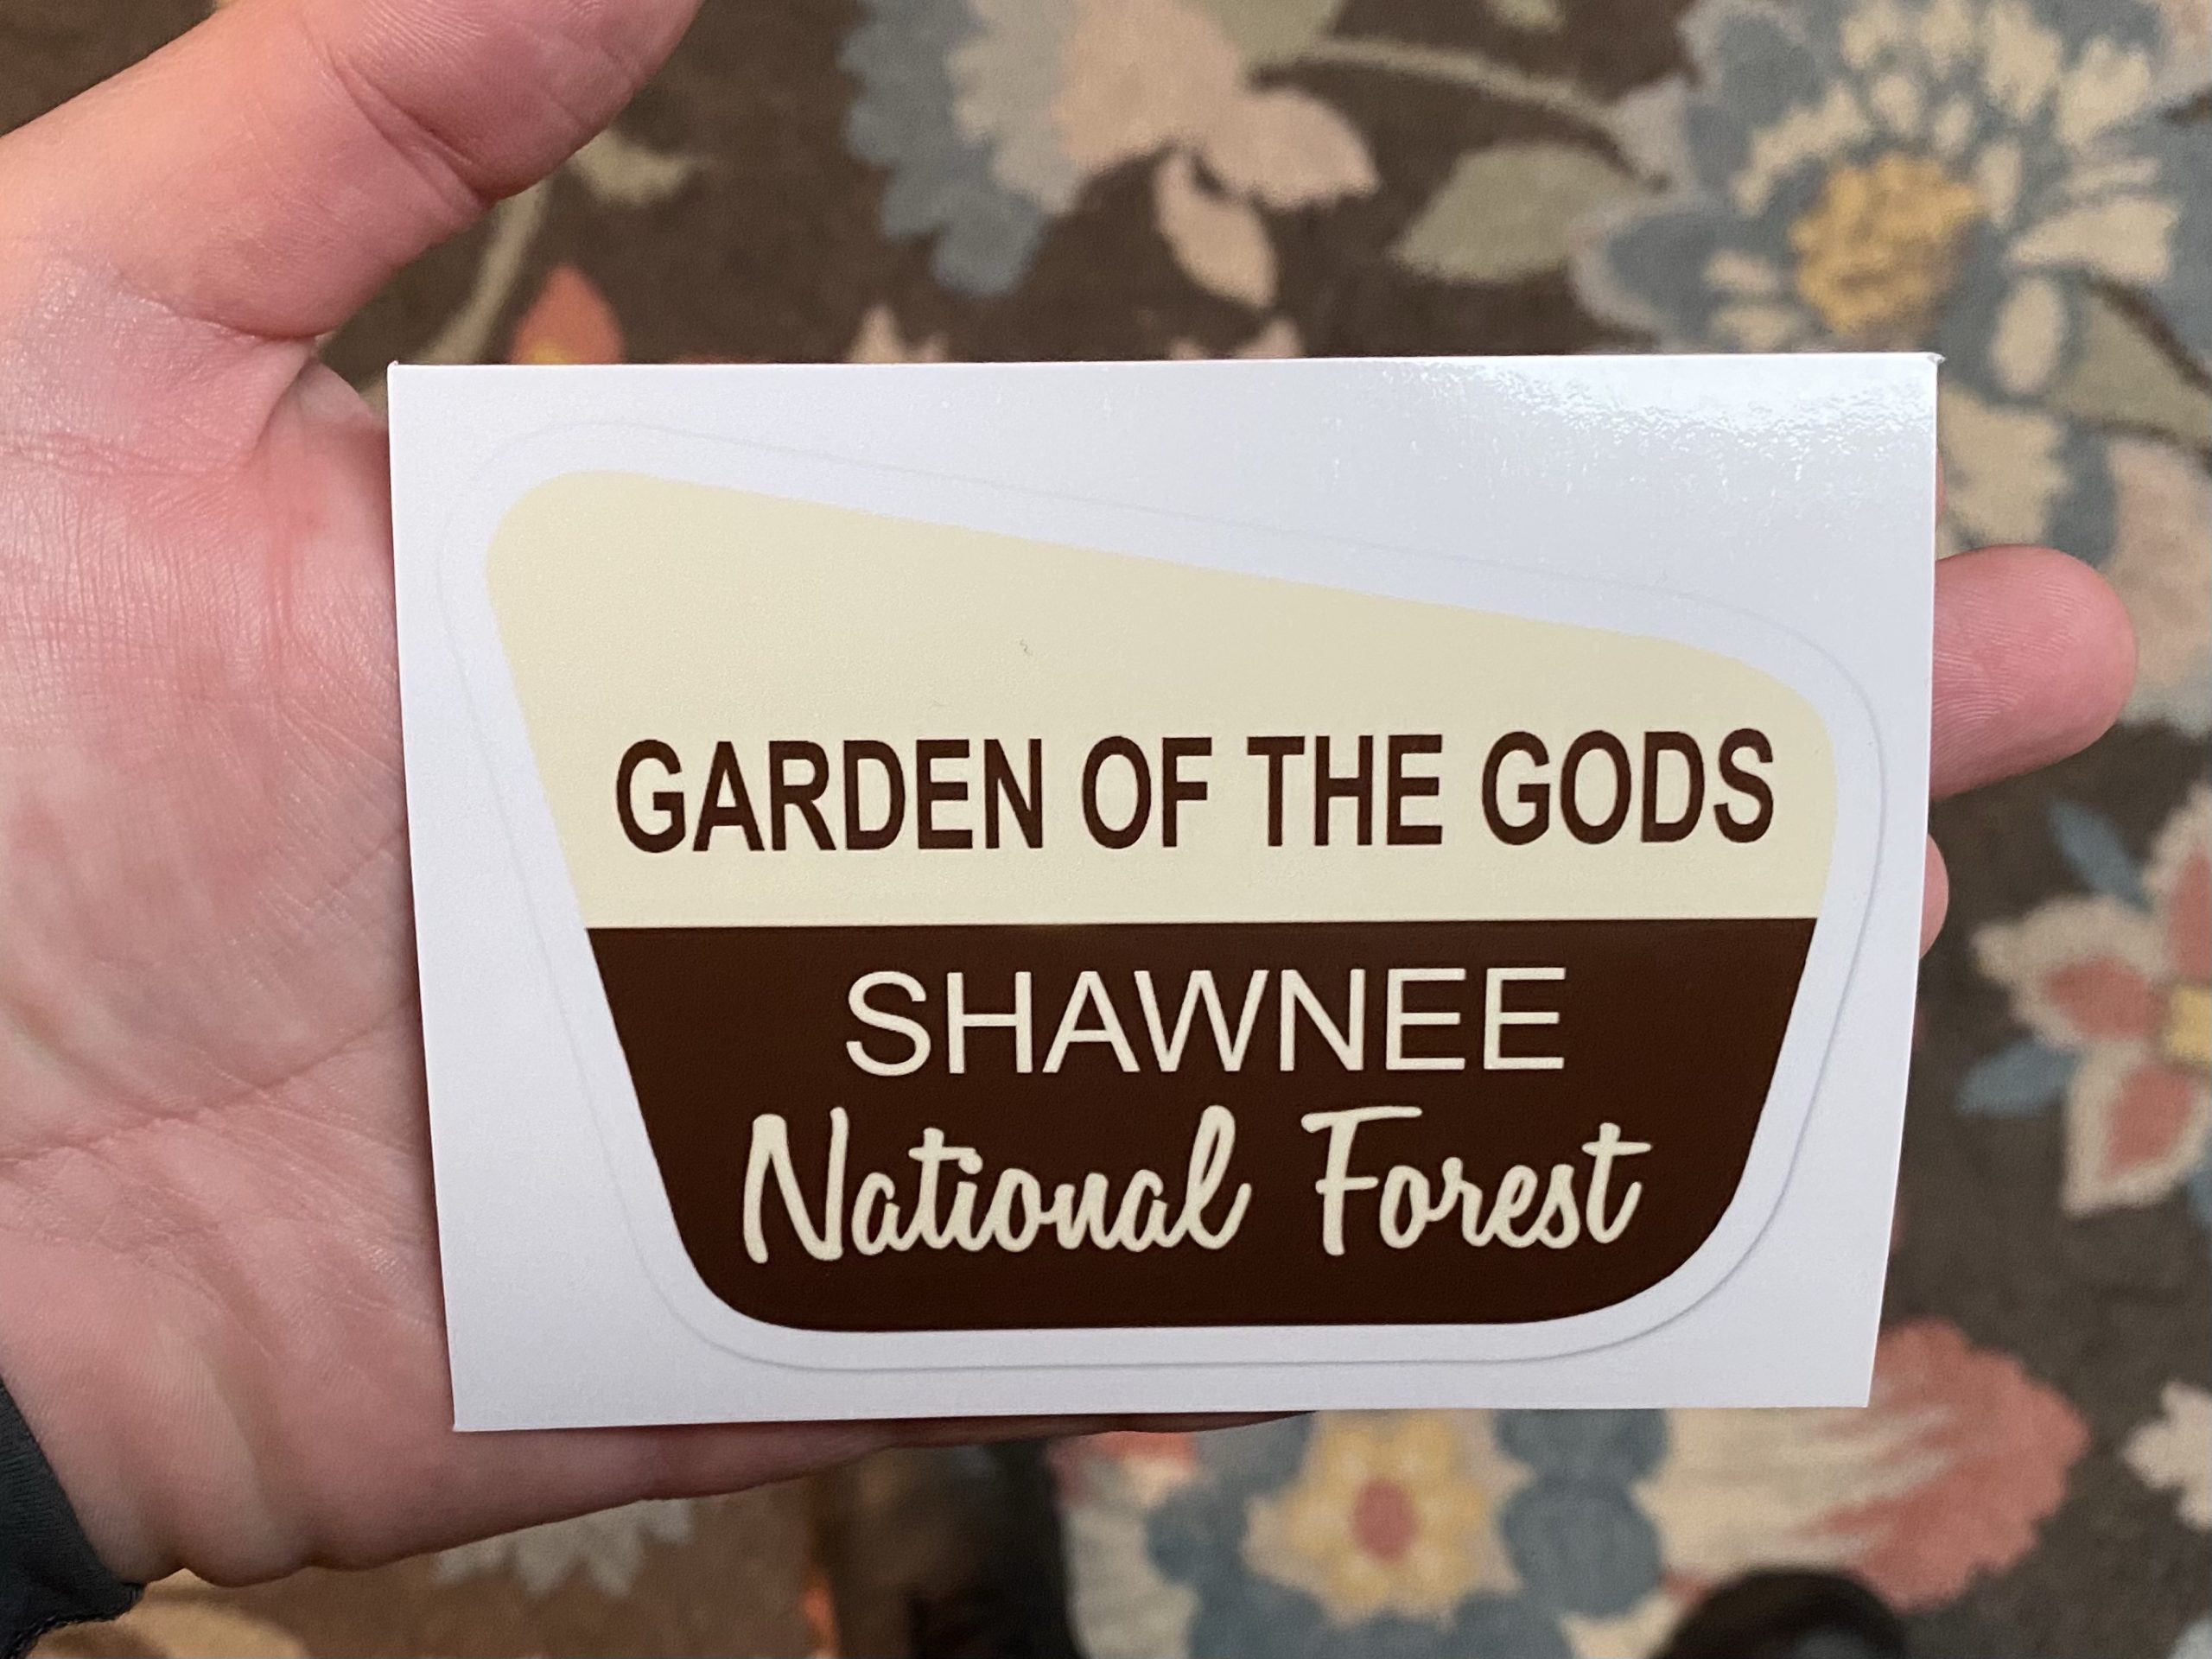 GARDEN OF THE GODS
SHAWNEE
National Forest